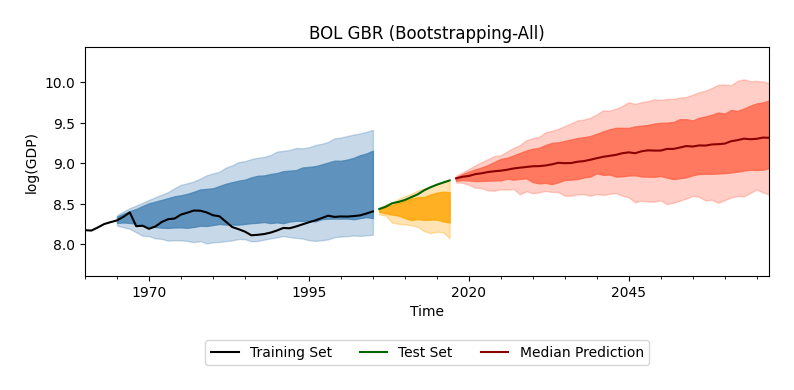 BOL GBR (Bootstrapping-All)
10.0
9.5
9.0
8.5
8.0
log(GDP)
1970 1995 2020 2045
Time
Training Set Test Set Median Prediction